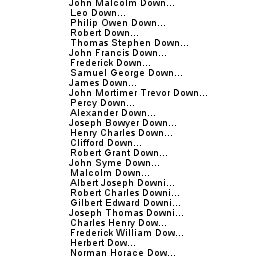 John Malcolm Down...
Leo Down...
Philip Owen Down...
Robert Down...
Thomas Stephen Down...
John Francis Down...
Frederick Down...
Samuel George Down...
James Down...
John Mortimer Trevor Down...
Percy Down...
Alexander Down...
Joseph Bowyer Down...
Henry Charles Down...
Clifford Down...
Robert Grant Down...
John Syme Down...
Malcolm Down...
Albert Joseph Downi...
Robert Charles Downi...
Gilbert Edward Downi...
Joseph Thomas Downi...
Charles Henry Dow...
Frederick William Dow...
Herbert Dow...
Norman Horace Dow...